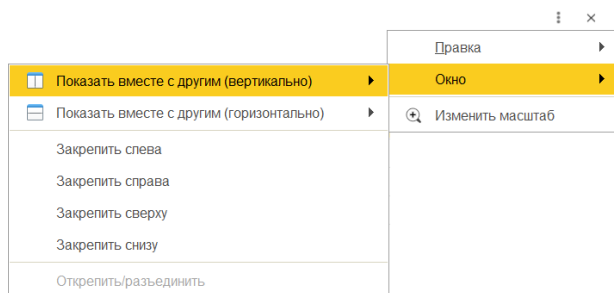 Правка
Окно
Изменить масштаб
Показать вместе с другим (вертикально)
Показать вместе с другим (горизонтально)
Закрепить слева
Закрепить справа
Закрепить сверху
Закрепить снизу
Открепить/разъединить